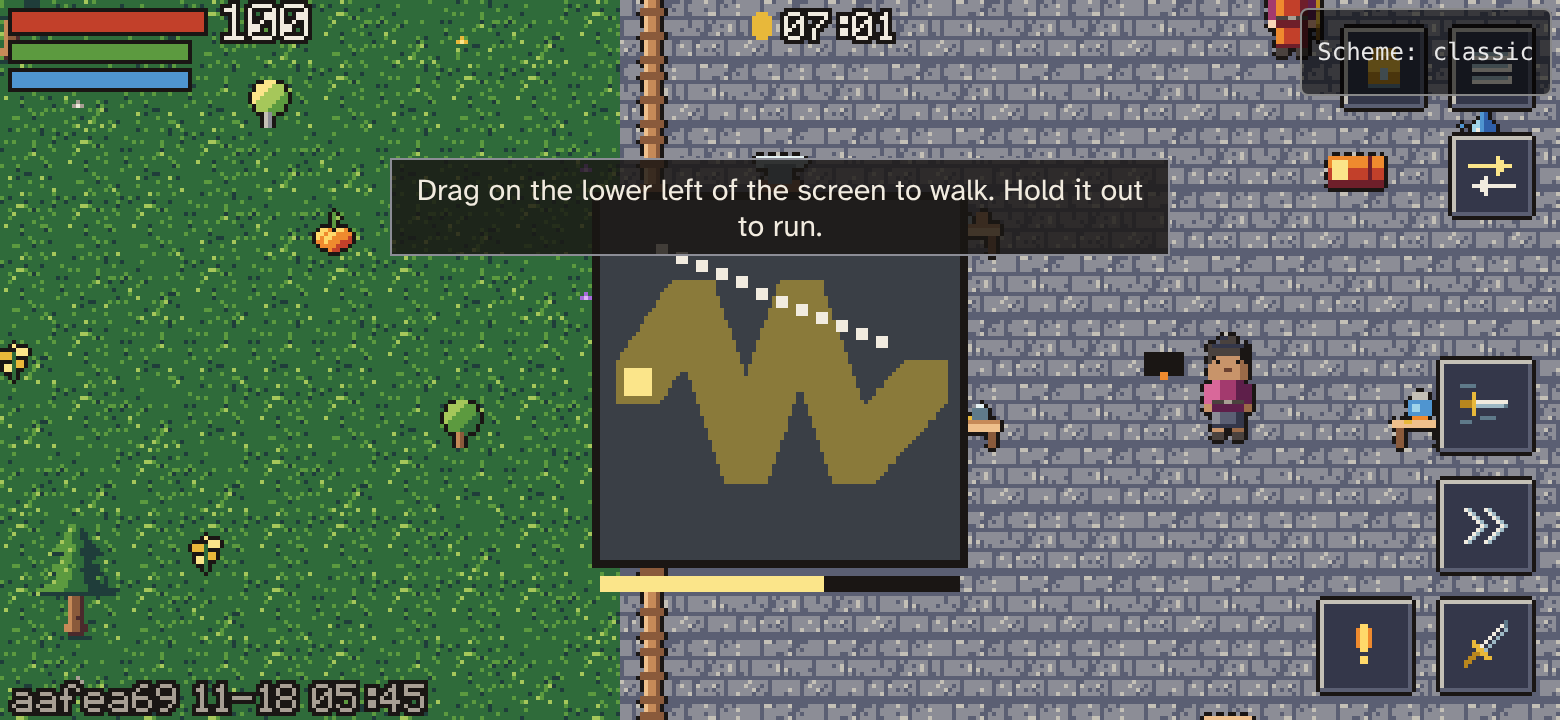 100
07:01
Scheme: classic
Drag on the lower left of the screen to walk. Hold it out
to run.
aafea69 11-18 05:45